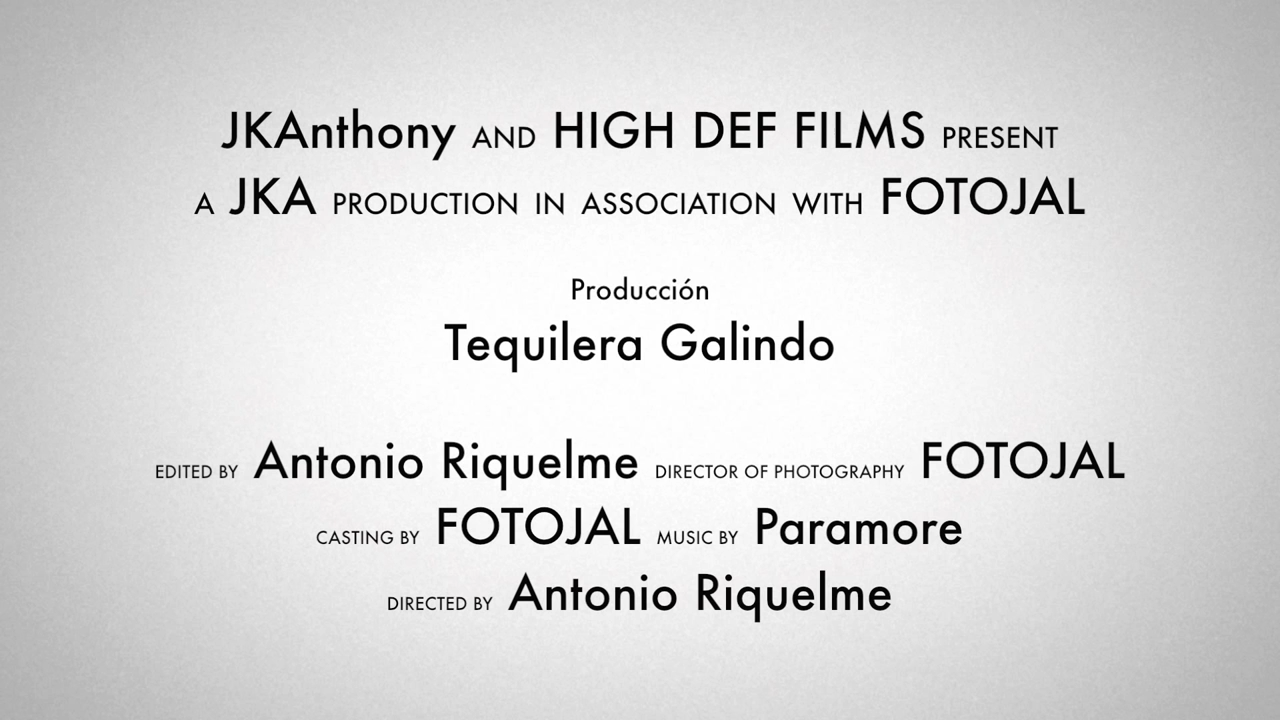 JKAnthony AND HIGH DEF FILMS PRESENT
A JKA PRODUCTION IN ASSOCIATION WITH FOTOJAL
Producción
Tequilera Galindo
EDITED BY Antonio Riquelme DIRECTOR OF PHOTOGRAPHY FOTOJAL
CASTING BY FOTOJAL MUSIC BY Paramore
DIRECTED BY Antonio Riquelme